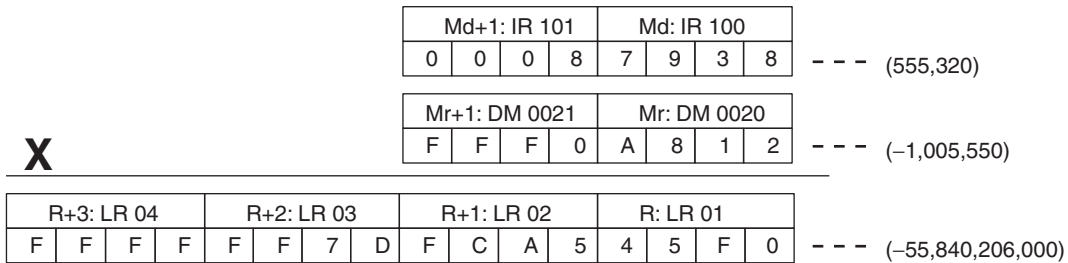 Md+1: IR 101 Md: IR 100
0 0 0 8 7 9 3 8 (555,320)
Mr+1: DM 0021 Mr: DM 0020
X F F F 0 A 8 1 2 (−1,005,550)
R+3: LR 04 R+2: LR 03 R+1: LR 02 R: LR 01
F F F F F F 7 D F C A 5 4 5 F 0 (−55,840,206,000)